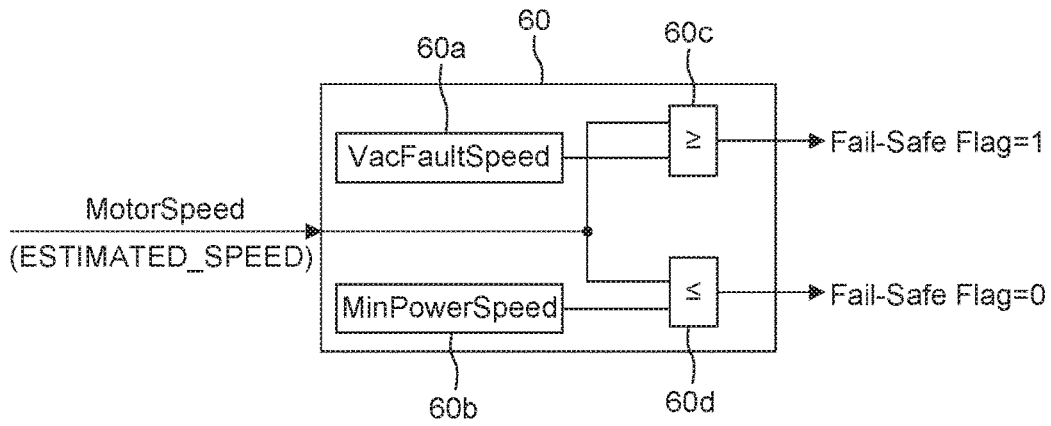 60
60a
60c
VacFaultSpeed
≥
Fail-Safe Flag=1
MotorSpeed
(ESTIMATED_SPEED)
MinPowerSpeed
≤
Fail-Safe Flag=0
60b
60d